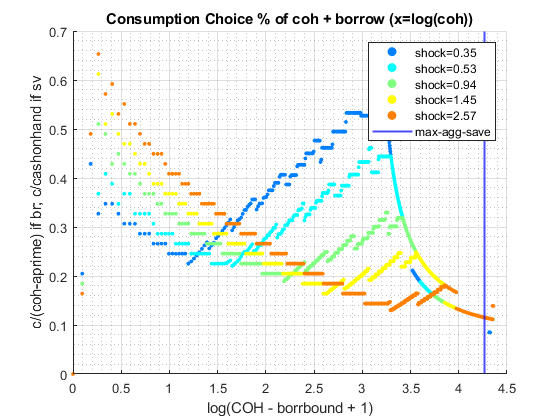 Consumption Choice % of coh + borrow (x=log(coh))
c/(coh-aprime) if br, c/cashonhand if sv
0.7
0.6
0.5
0.4
0.3
0.2
0.1
0
shock=0.35
shock=0.53
shock=0.94
shock=1.45
shock=2.57
max-agg-save
0 0.5 1 1.5 2 2.5 3 3.5 4 4.5
log(COH - borrbound + 1)